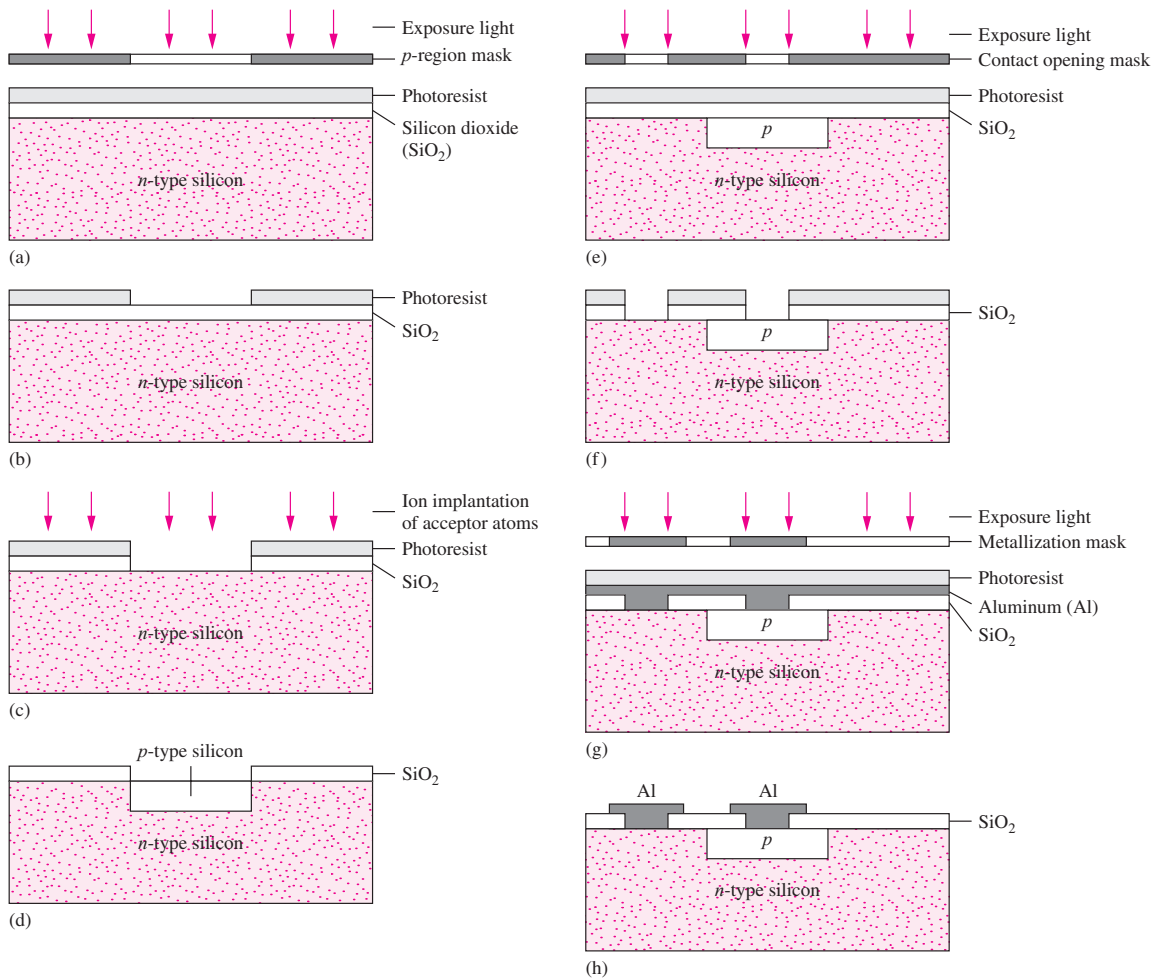 Exposure light
p-region mask
Photoresist
Silicon dioxide
(SiO₂)
n-type silicon
(a)
Photoresist
SiO₂
n-type silicon
(b)
Ion implantation
of acceptor atoms
Photoresist
SiO₂
n-type silicon
(c)
p-type silicon
SiO₂
n-type silicon
(d)
Exposure light
Contact opening mask
Photoresist
SiO₂
p
n-type silicon
(e)
SiO₂
p
n-type silicon
(f)
Exposure light
Metallization mask
Photoresist
Aluminum (Al)
SiO₂
p
n-type silicon
(g)
Al Al
SiO₂
p
n-type silicon
(h)